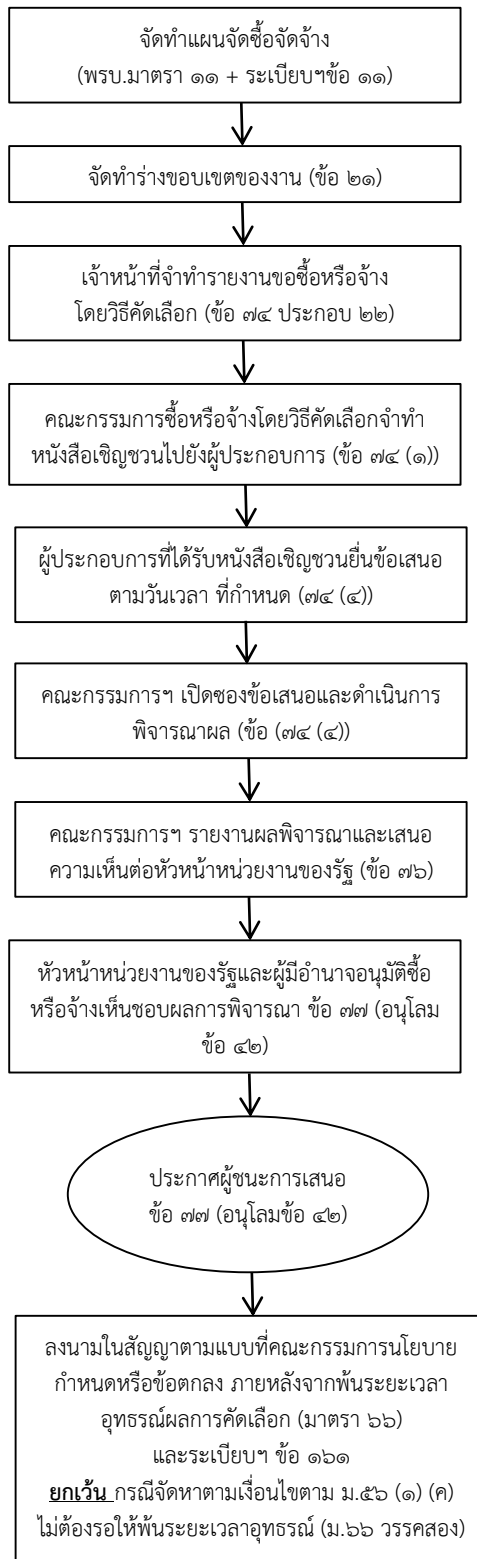 จัดทำแผนจัดซื้อจัดจ้าง
(พรบ.มาตรา ๑๑ + ระเบียบฯข้อ ๑๑)
จัดทำร่างขอบเขตของงาน (ข้อ ๒๑)
เจ้าหน้าที่จำทำรายงานขอซื้อหรือจ้าง
โดยวิธีคัดเลือก (ข้อ ๗๔ ประกอบ ๒๒)
คณะกรรมการซื้อหรือจ้างโดยวิธีคัดเลือกจำทำ
หนังสือเชิญชวนไปยังผู้ประกอบการ (ข้อ ๗๔ (๑))
ผู้ประกอบการที่ได้รับหนังสือเชิญชวนยื่นข้อเสนอ
ตามวันเวลา ที่กำหนด (๗๔ (๔))
คณะกรรมการฯ เปิดซองข้อเสนอและดำเนินการ
พิจารณาผล (ข้อ (๗๔ (๔))
คณะกรรมการฯ รายงานผลพิจารณาและเสนอ
ความเห็นต่อหัวหน้าหน่วยงานของรัฐ (ข้อ ๗๖)
หัวหน้าหน่วยงานของรัฐและผู้มีอำนาจอนุมัติซื้อ
หรือจ้างเห็นชอบผลการพิจารณา ข้อ ๗๗ (อนุโลม
ข้อ ๔๒)
ประกาศผู้ชนะการเสนอ
ข้อ ๗๗ (อนุโลมข้อ ๔๒)
ลงนามในสัญญาตามแบบที่คณะกรรมการนโยบาย
กำหนดหรือข้อตกลง ภายหลังจากพ้นระยะเวลา
อุทธรณ์ผลการคัดเลือก (มาตรา ๖๖)
และระเบียบฯ ข้อ ๑๖๑
ยกเว้น กรณีจัดหาตามเงื่อนไขตาม ม.๕๖ (๑) (ค)
ไม่ต้องรอให้พ้นระยะเวลาอุทธรณ์ (ม.๖๖ วรรคสอง)